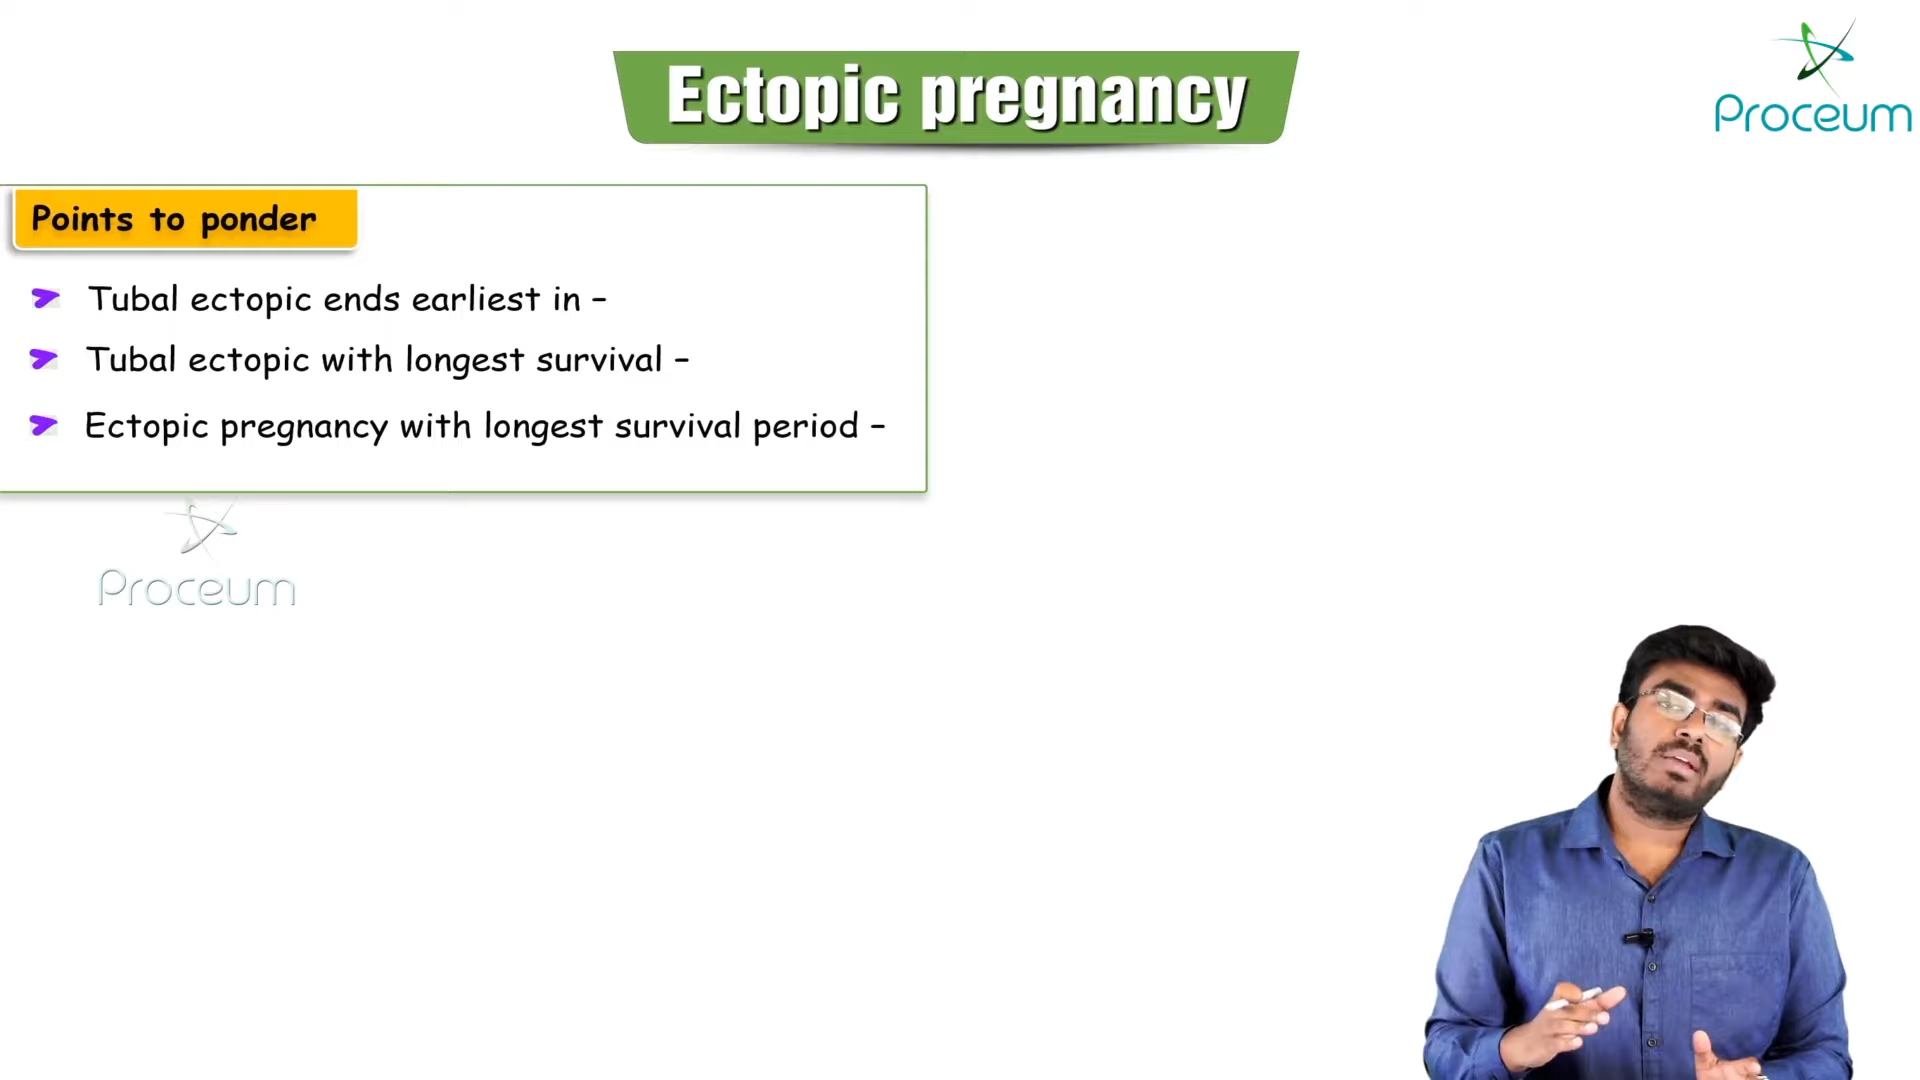 Ectopic pregnancy
Proceum
Points to ponder
Tubal ectopic ends earliest in –
Tubal ectopic with longest survival –
Ectopic pregnancy with longest survival period –
Proceum